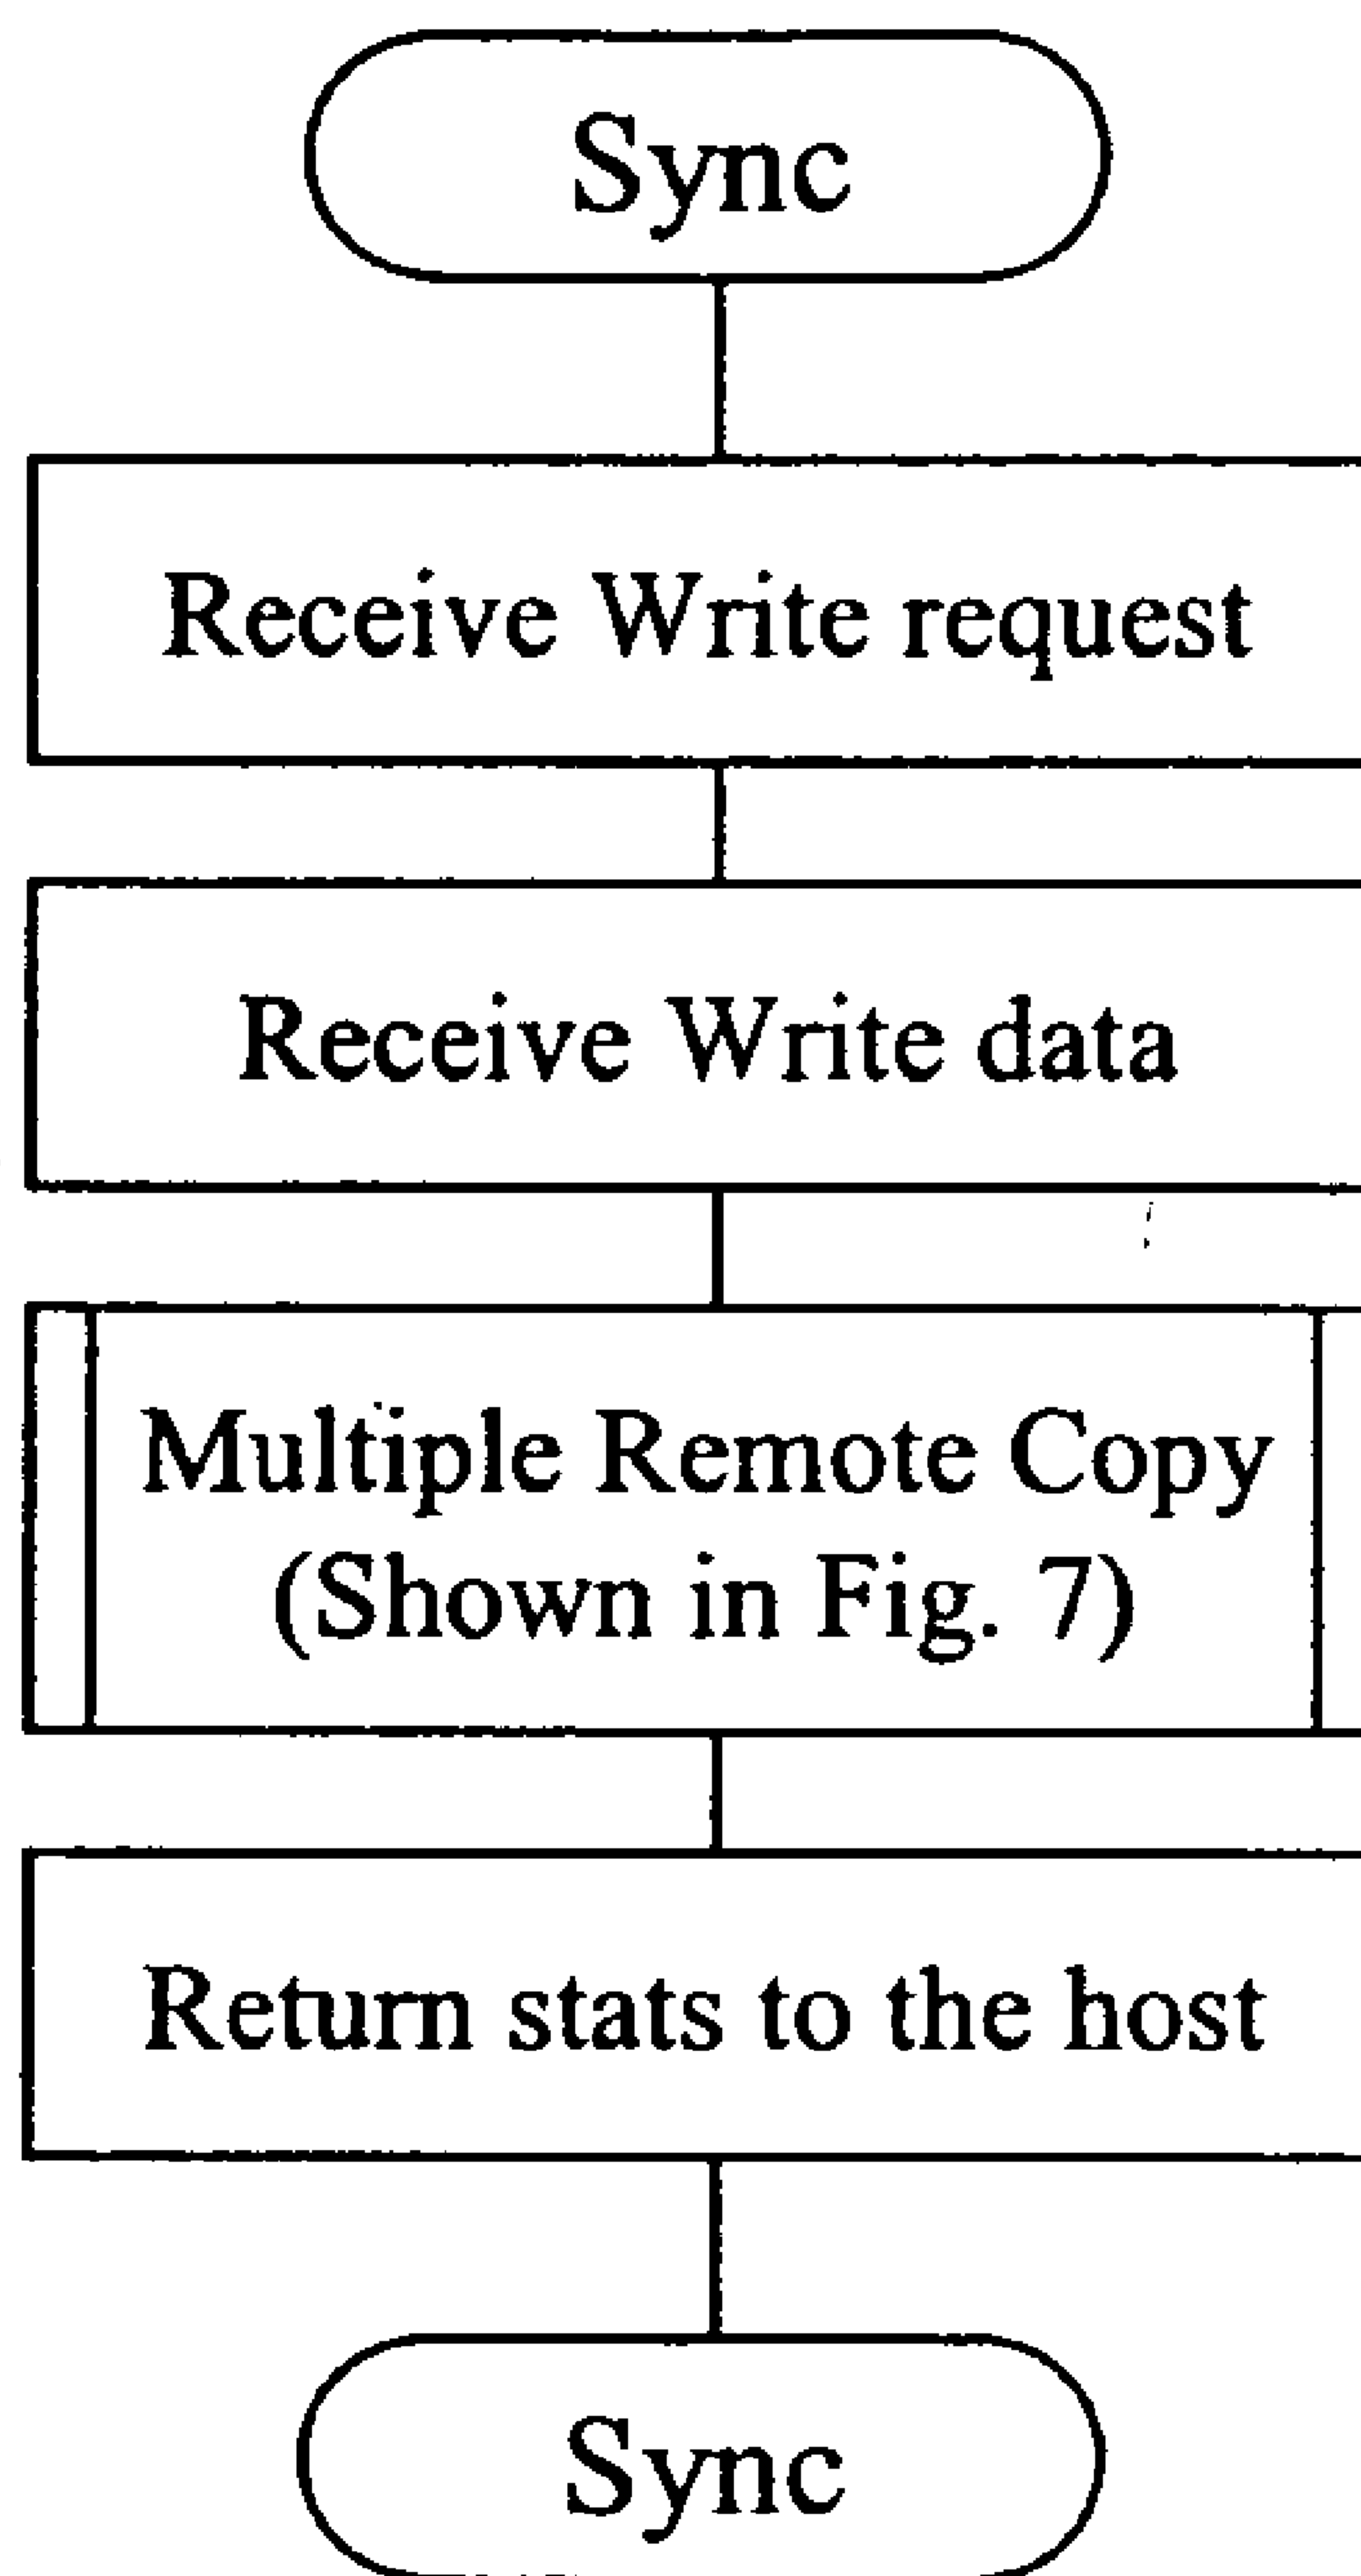 Sync
Receive Write request
Receive Write data
Multiple Remote Copy
(Shown in Fig. 7)
Return stats to the host
Sync